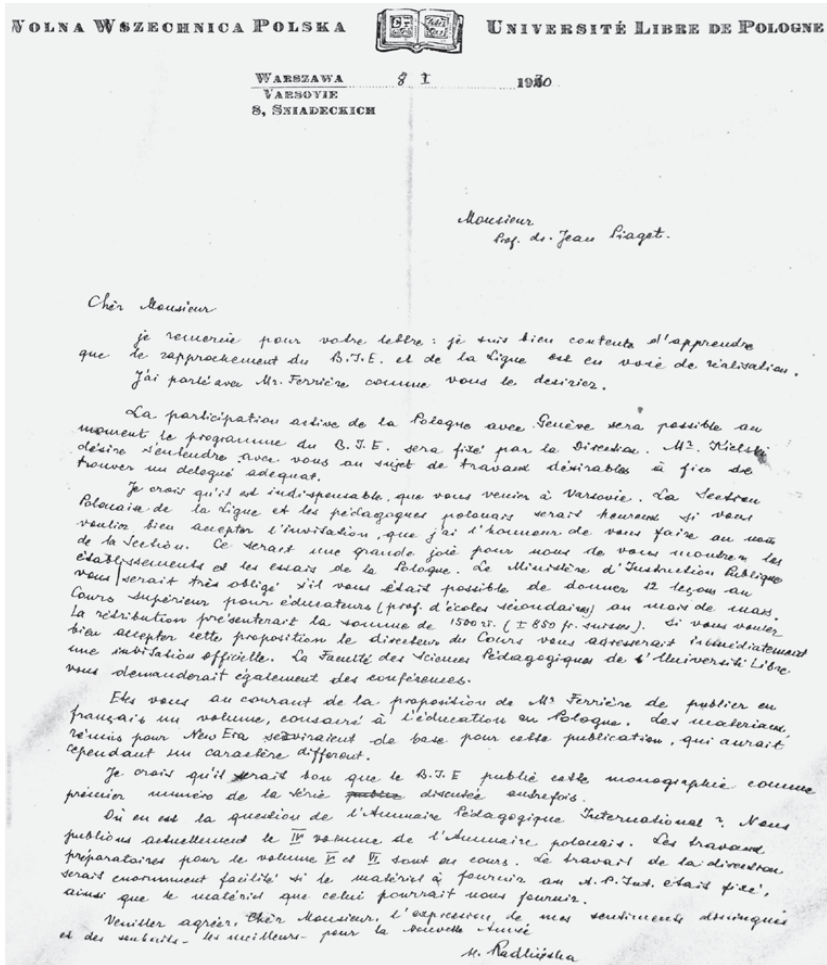 WOLNA WSZECHNICA POLSKA UNIVERSITÉ LIBRE DE POLOGNE
WARSZAWA 8 I 1930
VARSOVIE
8, SNIADECKICH
Monsieur
Prof. dr. Jean Piaget.
Chèr Monsieur
je remercie pour votre lettre : je suis bien contente d'apprendre
que le rapprochement du B.I.E. et de la Ligue est en voie de réalisation.
J'ai parlé avec Mr. Ferrière comme vous le desiriez.
La participation active de la Pologne avec Genève sera possible au
moment le programme du B.I.E. sera fixé par la Direction. Mr. Kielski
désire s'entendre avec vous au sujet de travaux désirables à fin de
trouver un delegué adequat.
Je crois qu'il est indispensable, que vous venier à Varsovie. La Section
Polonaise de la Ligue et les pédagogues polonais serait heureux si vous
voulier bien accepter l'invitation, que j'ai l'honneur de vous faire au nom
de la Section. Ce serait une grande joie pour nous de vous montrer les
établissements et les essais de la Pologne. Le Ministère d'Instruction Publique
vous serait très obligé s'il vous était possible de donner 12 leçons au
Cours Supérieur pour éducateurs (prof. d'écoles sécondaires) au mois de mars.
La rétribution présenterait la somme de 1500 zł. (± 850 fr. suisses). Si vous voulez
bien accepter cette proposition le directeur du Cours vous adresserait immédiatement
une invitation officielle. La Faculté des Sciences Pédagogiques de l'Université Libre
vous demanderait également des conférences.
Etes vous au courant de la proposition de Mr Ferrière de publier en
français un volume, consacré à l'éducation en Pologne. Les materiaux,
réunis pour New Era serviraient de base pour cette publication, qui aurait
cependant un caractère different.
Je crois qu'il serait bon que le B.I.E publie cette monographie comme
prémier numéro de la série publiée discutée autrefois.
Où en est la question de l'Annuaire Pédagogique International? Nous
publions actuellement le IV volume de l'Annuaire polonais. Les travaux
préparatoires pour le volume V et VI sont en cours. Le travail de la direction
serait enormement facilité si le matériel à fournir au A.P.Int. était fixé,
ainsi que le matériel que celui pourrait nous fournir.
Veuiller agréer, Chèr Monsieur, l'expression de mes sentiments distingués
et des souhaits - les meilleurs - pour la Nouvelle Année
H. Radlińska